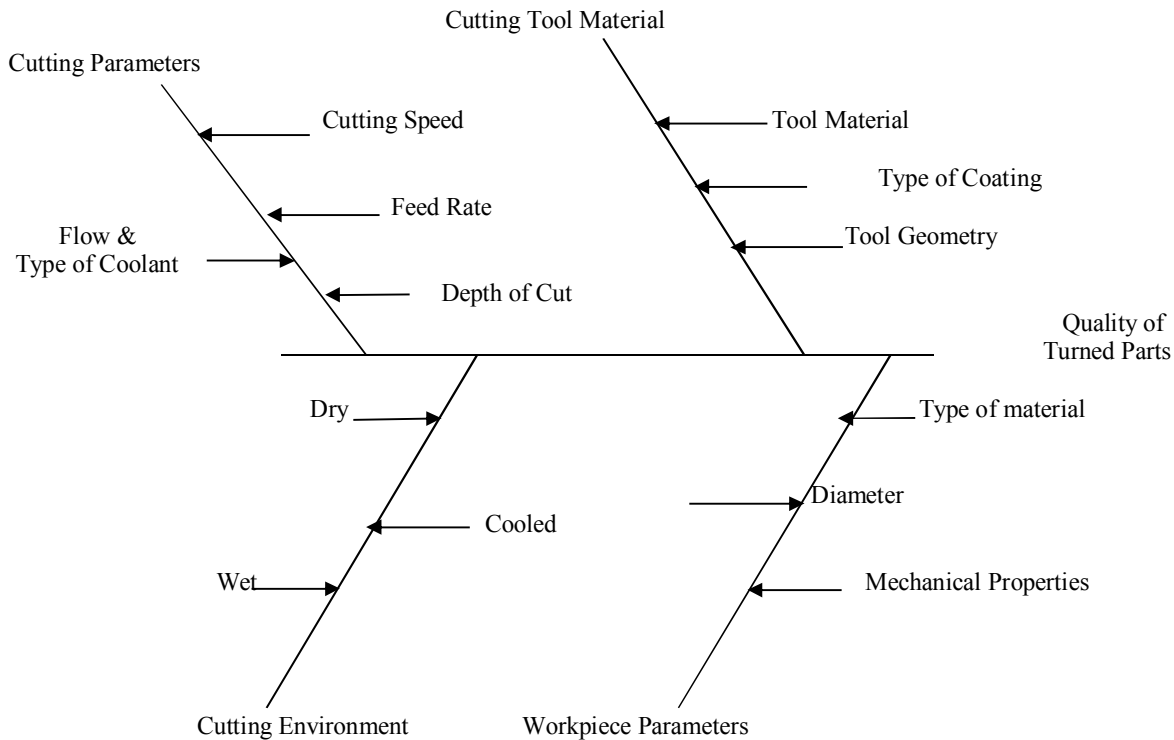 Cutting Tool Material
Cutting Parameters
Cutting Speed
Tool Material
Type of Coating
Feed Rate
Flow &
Type of Coolant
Tool Geometry
Depth of Cut
Quality of
Turned Parts
Dry
Type of material
Diameter
Cooled
Wet
Mechanical Properties
Cutting Environment
Workpiece Parameters